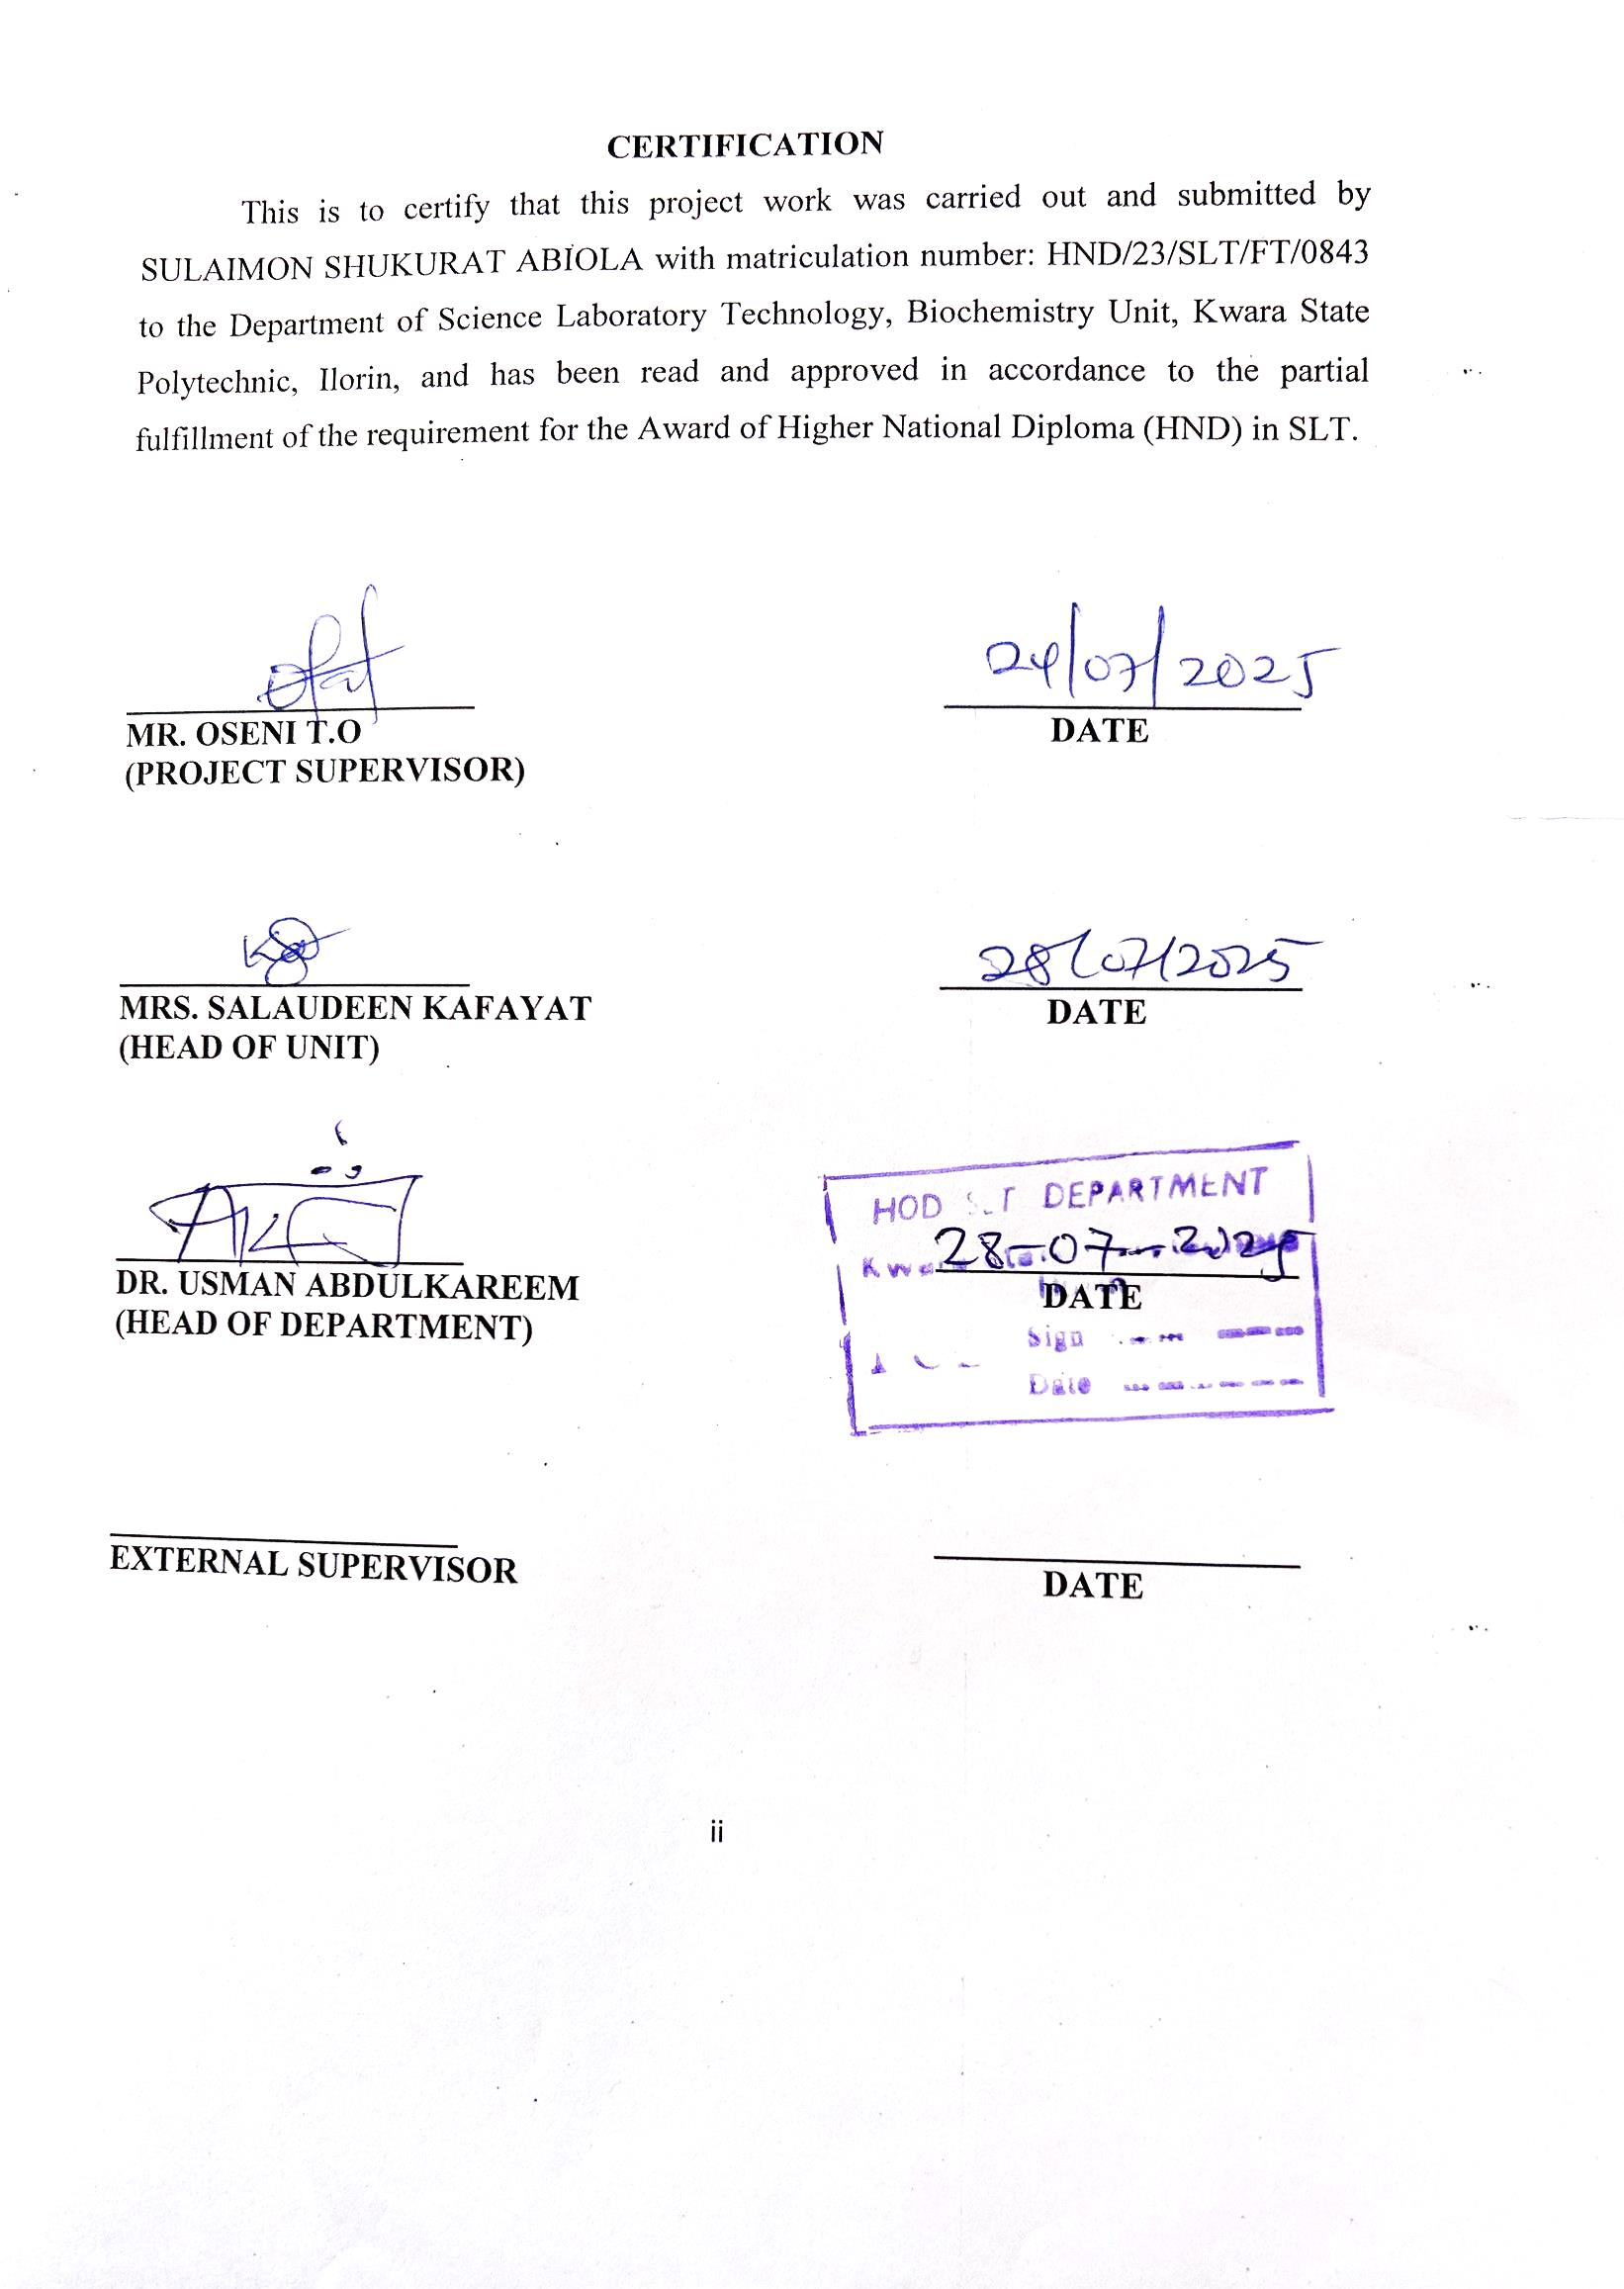 CERTIFICATION
This is to certify that this project work was carried out and submitted by
SULAIMON SHUKURAT ABIOLA with matriculation number: HND/23/SLT/FT/0843
to the Department of Science Laboratory Technology, Biochemistry Unit, Kwara State
Polytechnic, Ilorin, and has been read and approved in accordance to the partial
fulfillment of the requirement for the Award of Higher National Diploma (HND) in SLT.
24/07/2025
MR. OSENI T.O
DATE
(PROJECT SUPERVISOR)
28/07/2025
MRS. SALAUDEEN KAFAYAT
DATE
(HEAD OF UNIT)
HOD DEPARTMENT
28-07-2025
DR. USMAN ABDULKAREEM
DATE
(HEAD OF DEPARTMENT)
Sign
Date
EXTERNAL SUPERVISOR
DATE
ii